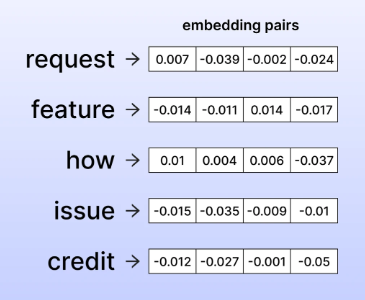 embedding pairs
request → 0.007 -0.039 -0.002 -0.024
feature → -0.014 -0.011 0.014 -0.017
how → 0.01 0.004 0.006 -0.037
issue → -0.015 -0.035 -0.009 -0.01
credit → -0.012 -0.027 -0.001 -0.05